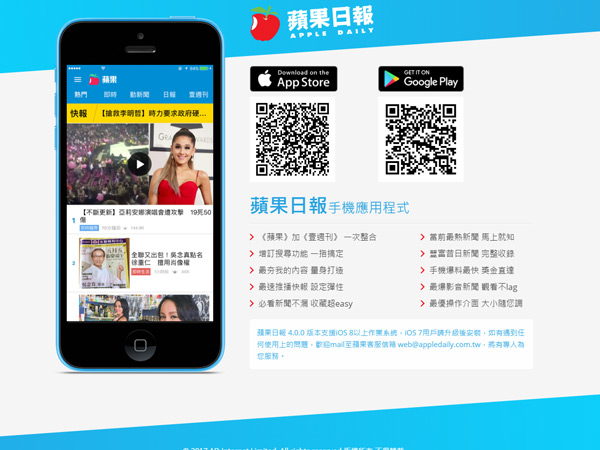 蘋果日報
APPLE DAILY
Download on the
App Store
GET IT ON
Google Play
蘋果
熱門 即時 動新聞 日報 壹週刊
快報 【搶救李明哲】時力要求政府硬…
1 【不斷更新】亞莉安娜演唱會遭攻擊 19死50傷
2 全聯又出包！吳念真點名徐重仁 擅用肖像權
蘋果日報手機應用程式
《蘋果》加《壹週刊》 一次整合
增訂搜尋功能 一指搞定
最夯我的內容 量身打造
最速推播快報 設定彈性
必看新聞不漏 收藏超easy
當前最熱新聞 馬上就知
豐富昔日新聞 完整收錄
手機爆料最快 獎金直達
最爆影音新聞 觀看不lag
最優操作介面 大小隨您調
蘋果日報 4.0.0 版本支援iOS 8以上作業系統，iOS 7用戶請升級後安裝，如有遇到任
何使用上的問題，歡迎mail至蘋果客服信箱 web@appledaily.com.tw，將有專人為
您服務。